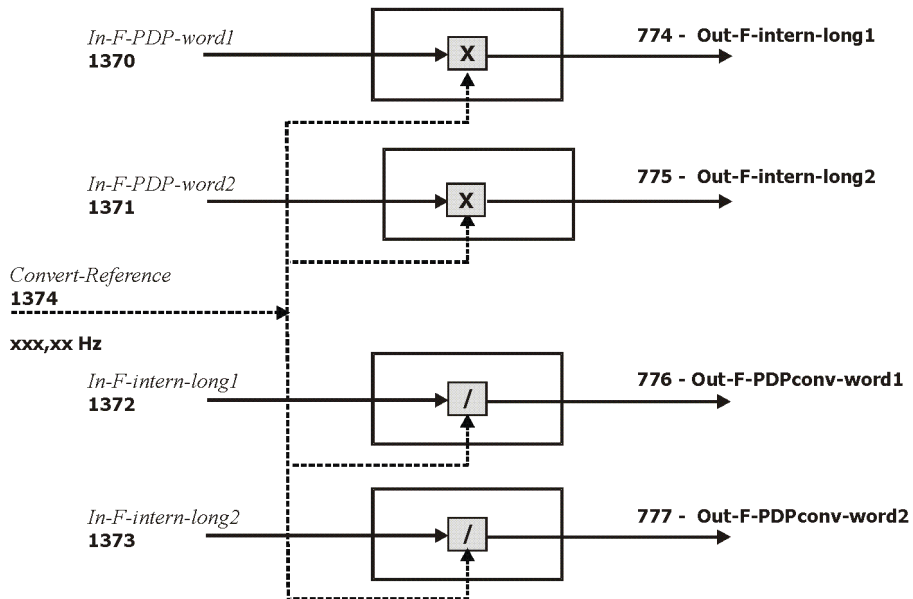 In-F-PDP-word1
1370
X
774 - Out-F-intern-long1
In-F-PDP-word2
1371
X
775 - Out-F-intern-long2
Convert-Reference
1374
xxx,xx Hz
In-F-intern-long1
1372
/
776 - Out-F-PDPconv-word1
In-F-intern-long2
1373
/
777 - Out-F-PDPconv-word2